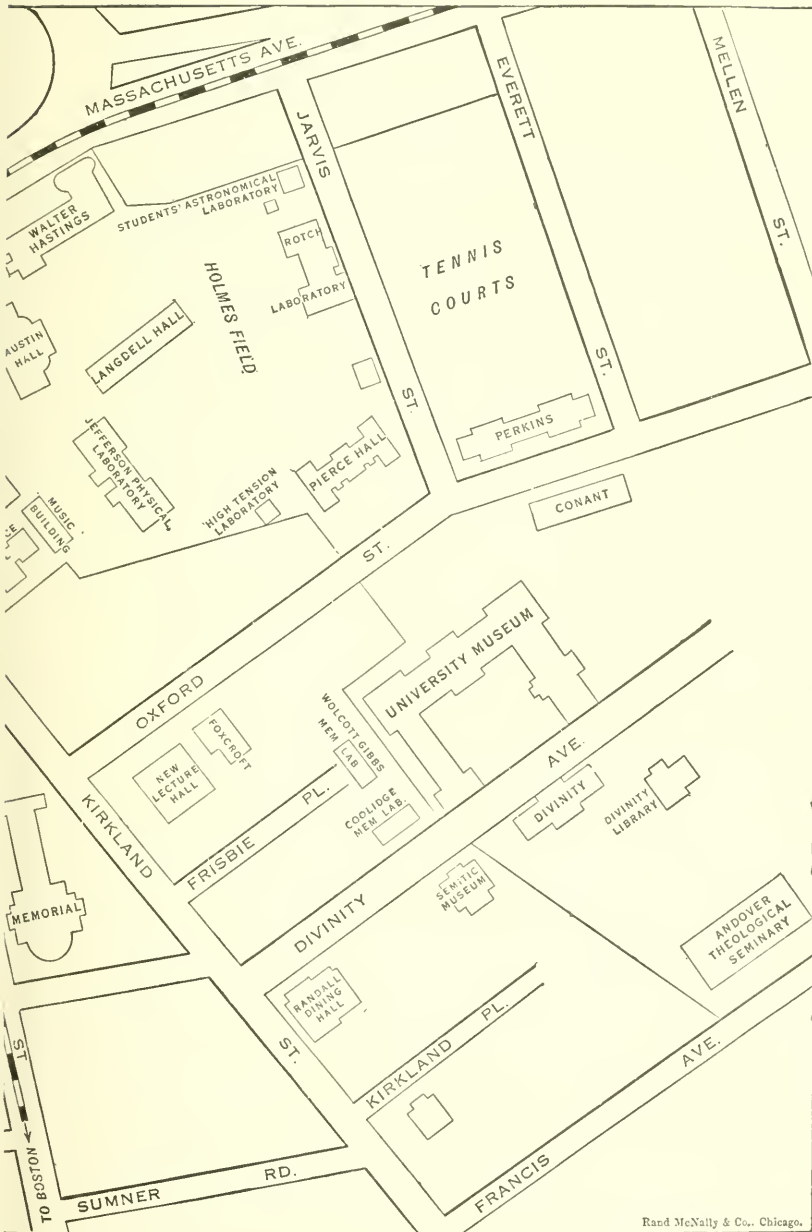 MASSACHUSETTS AVE.
JARVIS
ST.
EVERETT
ST.
MELLEN
ST.
WALTER
HASTINGS
STUDENTS' ASTRONOMICAL
LABORATORY
ROTCH
LABORATORY
HOLMES FIELD
TENNIS
COURTS
AUSTIN
HALL
LANGDELL HALL
JEFFERSON PHYSICAL
LABORATORY
PIERCE HALL
HIGH TENSION
LABORATORY
MUSIC
BUILDING
PERKINS
CONANT
OXFORD
ST.
UNIVERSITY MUSEUM
WOLCOTT GIBBS
MEM LAB
FOXCROFT
NEW
LECTURE
HALL
COOLIDGE
MEM LAB.
KIRKLAND
ST.
FRISBIE
PL.
DIVINITY
AVE.
DIVINITY
DIVINITY
LIBRARY
SEMITIC
MUSEUM
ANDOVER
THEOLOGICAL
SEMINARY
MEMORIAL
RANDALL
DINING
HALL
KIRKLAND PL.
FRANCIS
AVE.
ST
TO BOSTON
SUMNER
RD.
Rand McNally & Co., Chicago.